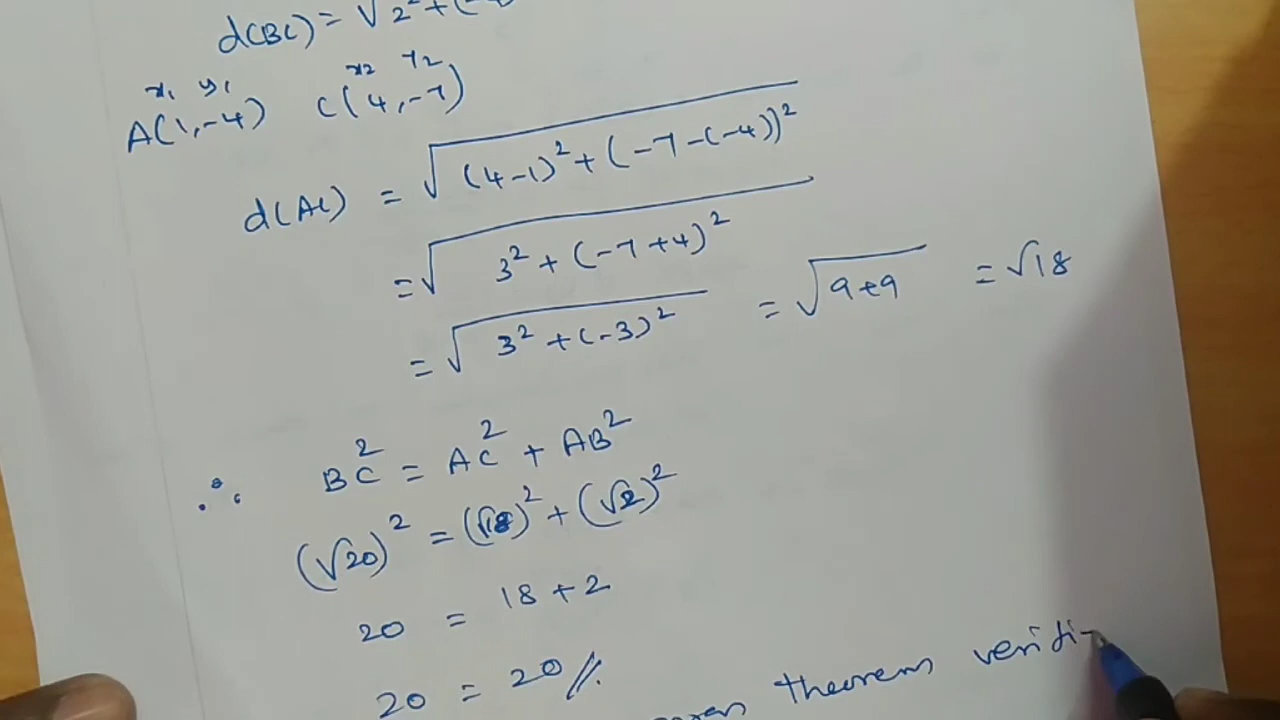 d(BC) = √2² + (
x₁ y₁ x₂ y₂
A(1,-4) C(4,-7)
d(AC) = √(4-1)² + (-7-(-4))²
= √3² + (-7+4)²
= √3² + (-3)² = √9+9 = √18
∴ BC² = AC² + AB²
(√20)² = (√18)² + (√2)²
20 = 18 + 2
20 = 20//.
theorem verifi